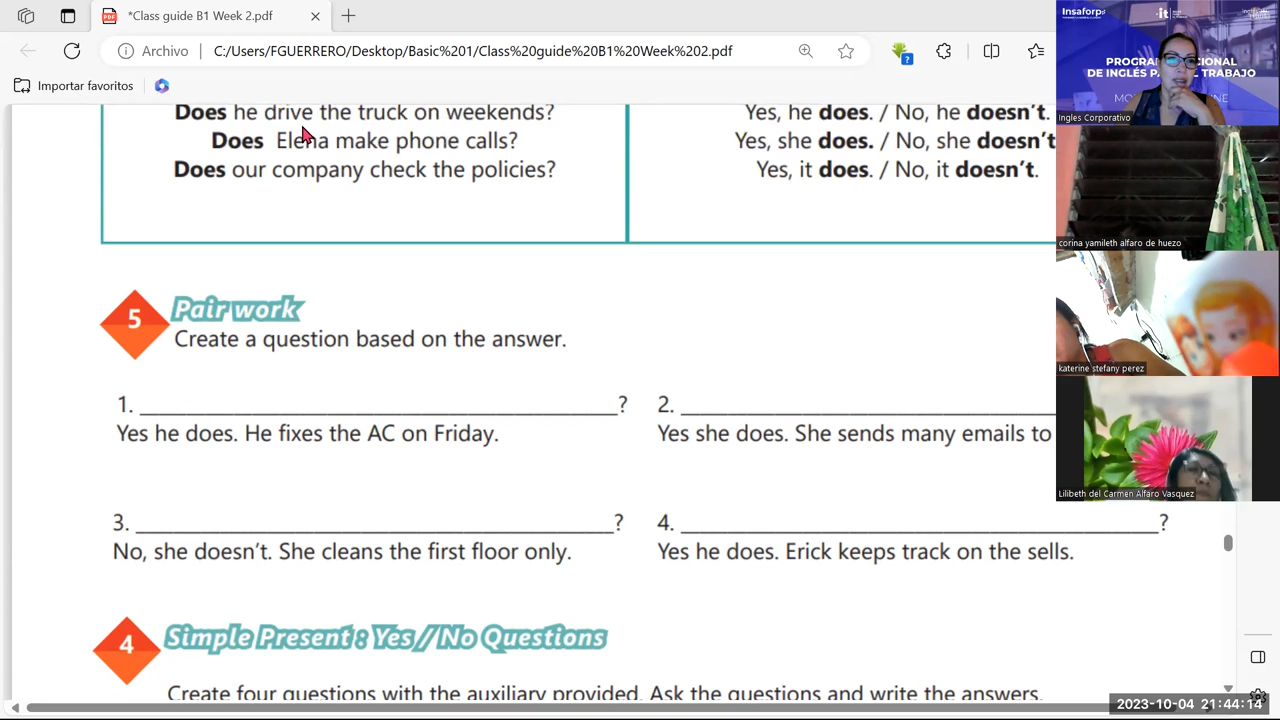 *Class guide B1 Week 2.pdf
Archivo
C:/Users/FGUERRERO/Desktop/Basic%201/Class%20guide%20B1%20Week%202.pdf
Importar favoritos
Does he drive the truck on weekends?
Yes, he does. / No, he doesn't.
Does Elena make phone calls?
Yes, she does. / No, she doesn't
Does our company check the policies?
Yes, it does. / No, it doesn't.
5
Pair work
Create a question based on the answer.
1. ?
Yes he does. He fixes the AC on Friday.
2.
Yes she does. She sends many emails to
3. ?
No, she doesn't. She cleans the first floor only.
4. ?
Yes he does. Erick keeps track on the sells.
4
Simple Present : Yes/No Questions
Create four questions with the auxiliary provided. Ask the questions and write the answers.
Insaforp
it
DE INGLÉS TRABAJO
Ingles Corporativo
corina yamileth alfaro de huezo
katerine stefany perez
Lilibeth del Carmen Alfaro Vasquez
2023-10-04 21:44:14